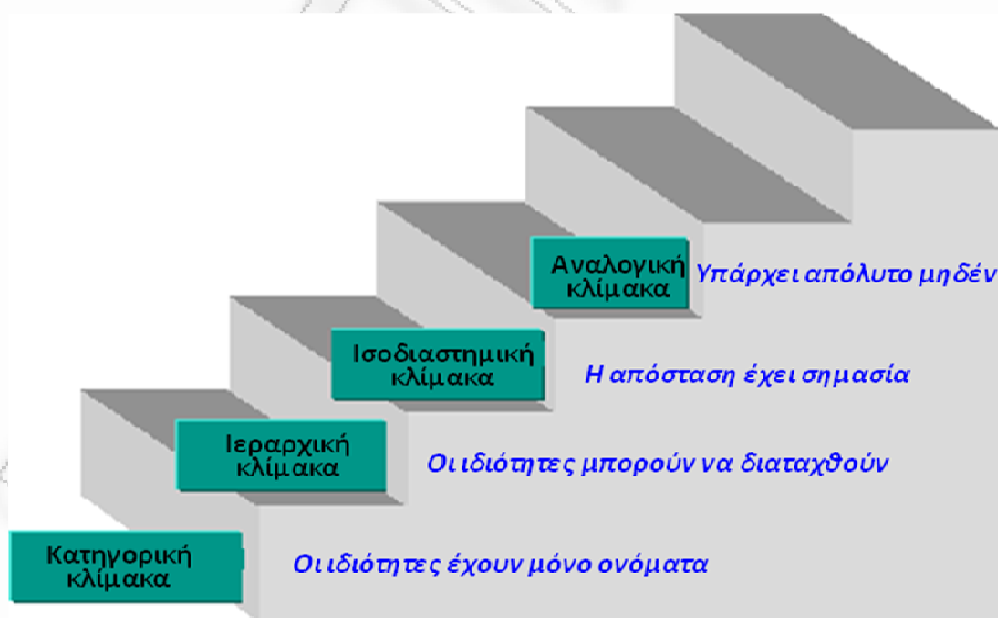 Αναλογική
κλίμακα
Υπάρχει απόλυτο μηδέν
Ισοδιαστημική
κλίμακα
Η απόσταση έχει σημασία
Ιεραρχική
κλίμακα
Οι ιδιότητες μπορούν να διαταχθούν
Κατηγορική
κλίμακα
Οι ιδιότητες έχουν μόνο ονόματα